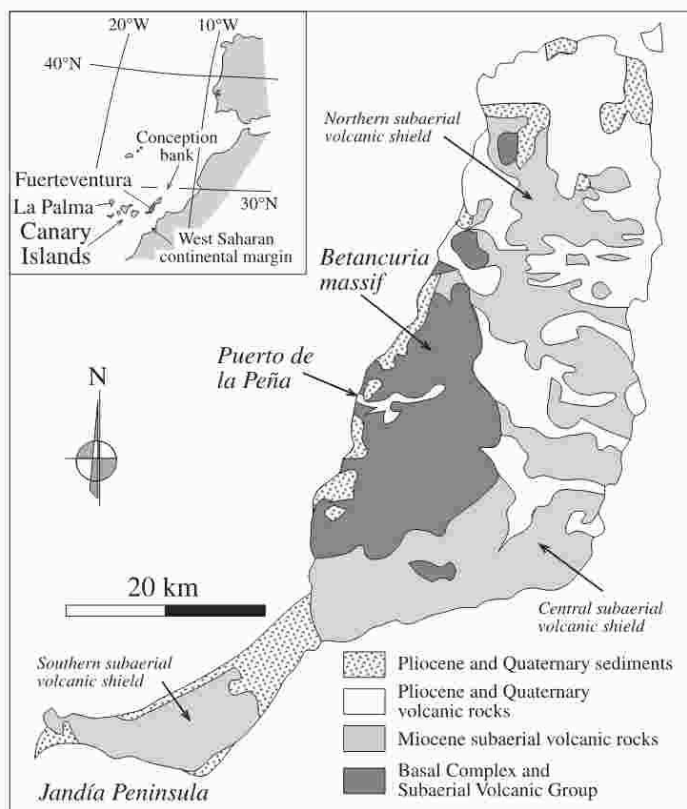 20°W
10°W
40°N
Conception
bank
Fuerteventura
La Palma
Canary
Islands
30°N
West Saharan
continental margin
Northern subaerial
volcanic shield
Betancuria
massif
Puerto de
la Peña
N
20 km
Central subaerial
volcanic shield
Southern subaerial
volcanic shield
Jandía Peninsula
Pliocene and Quaternary sediments
Pliocene and Quaternary
volcanic rocks
Miocene subaerial volcanic rocks
Basal Complex and
Subaerial Volcanic Group